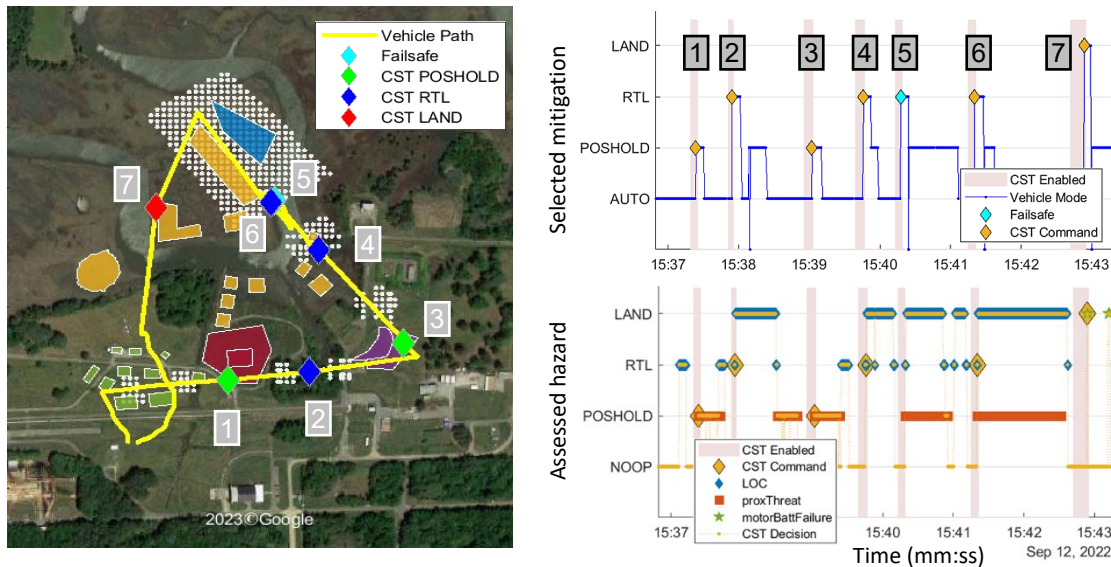 Vehicle Path
Failsafe
CST POSHOLD
CST RTL
CST LAND
7
5
6
4
3
1
2
2023©Google
Selected mitigation
LAND
RTL
POSHOLD
AUTO
1
2
3
4
5
6
7
CST Enabled
Vehicle Mode
Failsafe
CST Command
15:37
15:38
15:39
15:40
15:41
15:42
15:43
Assessed hazard
LAND
RTL
POSHOLD
NOOP
CST Enabled
CST Command
LOC
proxThreat
motorBattFailure
CST Decision
15:37
15:40
15:41
15:42
15:43
Time (mm:ss)
Sep 12, 2022